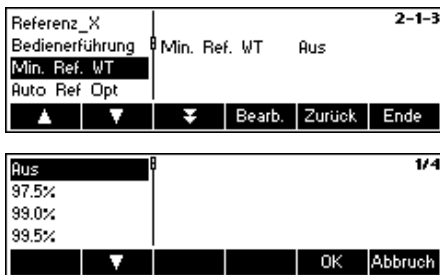 Referenz_X 2-1-3
Bedienerführung Min. Ref. WT Aus
Min. Ref. WT
Auto Ref Opt
Bearb. Zurück Ende
Aus 1/4
97.5%
99.0%
99.5%
OK Abbruch